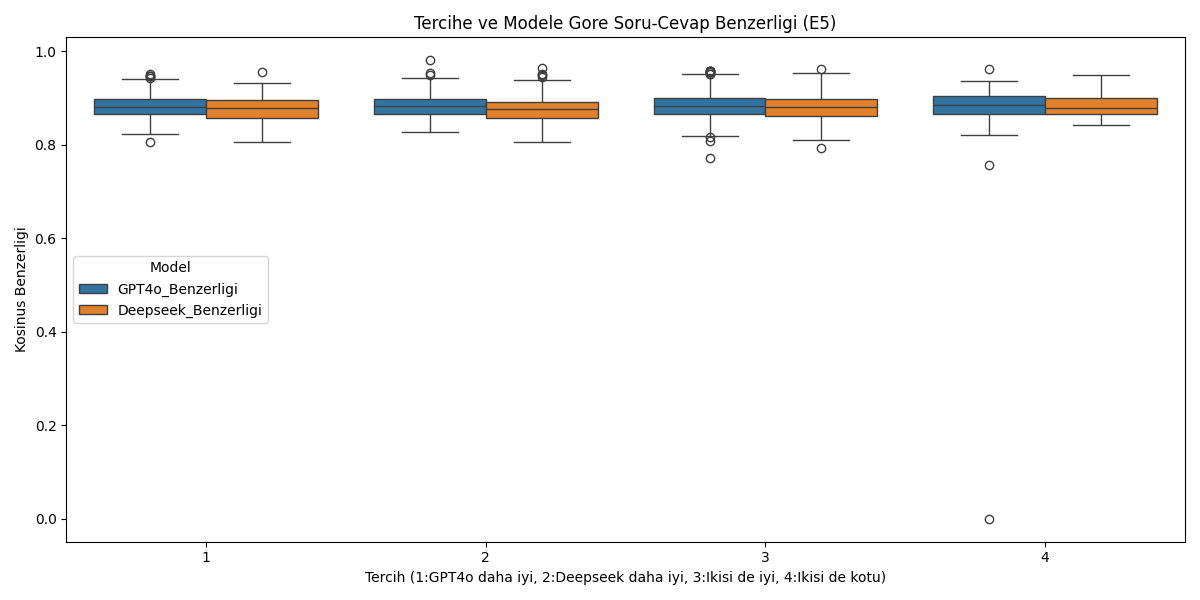 Tercihe ve Modele Gore Soru-Cevap Benzerligi (E5)
Kosinus Benzerligi
1.0
0.8
0.6
0.4
0.2
0.0
Model
GPT4o_Benzerligi
Deepseek_Benzerligi
1 2 3 4
Tercih (1:GPT4o daha iyi, 2:Deepseek daha iyi, 3:Ikisi de iyi, 4:Ikisi de kotu)